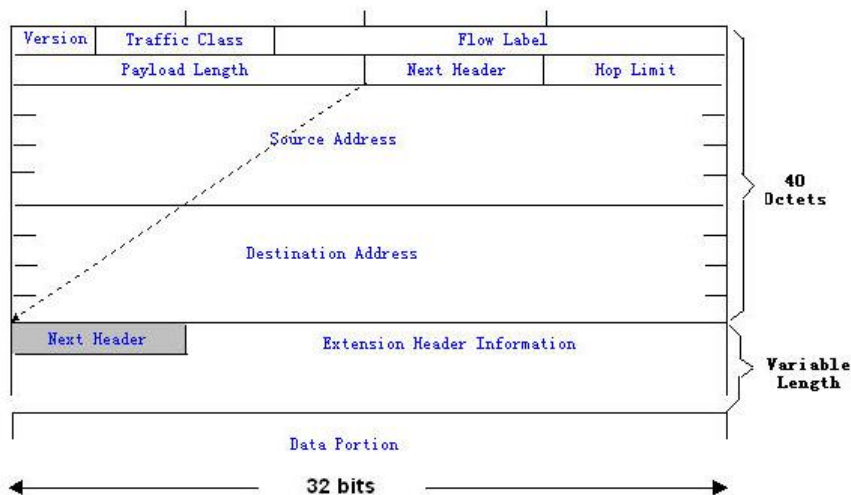 Version Traffic Class Flow Label
Payload Length Next Header Hop Limit
Source Address
40
Octets
Destination Address
Next Header Extension Header Information
Variable
Length
Data Portion
32 bits